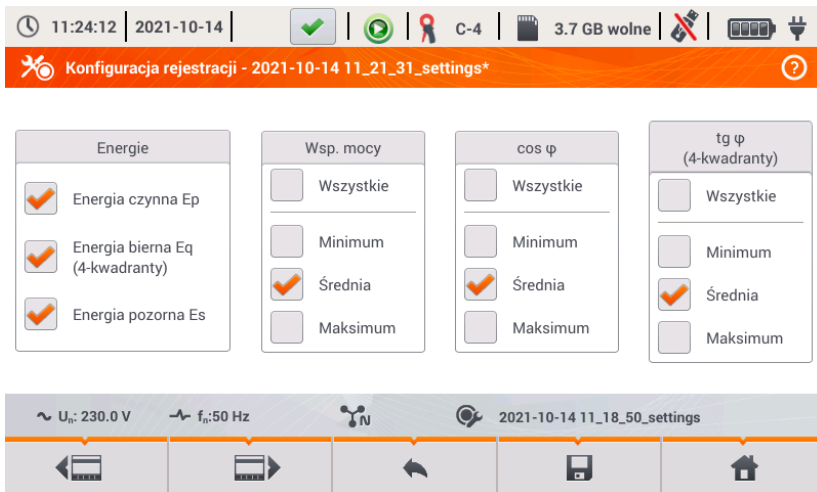 11:24:12 2021-10-14 C-4 3.7 GB wolne
Konfiguracja rejestracji - 2021-10-14 11_21_31_settings*
?
Energie
Energia czynna Ep
Energia bierna Eq
(4-kwadranty)
Energia pozorna Es
Wsp. mocy
Wszystkie
Minimum
Średnia
Maksimum
cos φ
Wszystkie
Minimum
Średnia
Maksimum
tg φ
(4-kwadranty)
Wszystkie
Minimum
Średnia
Maksimum
Un: 230.0 V fn:50 Hz N 2021-10-14 11_18_50_settings